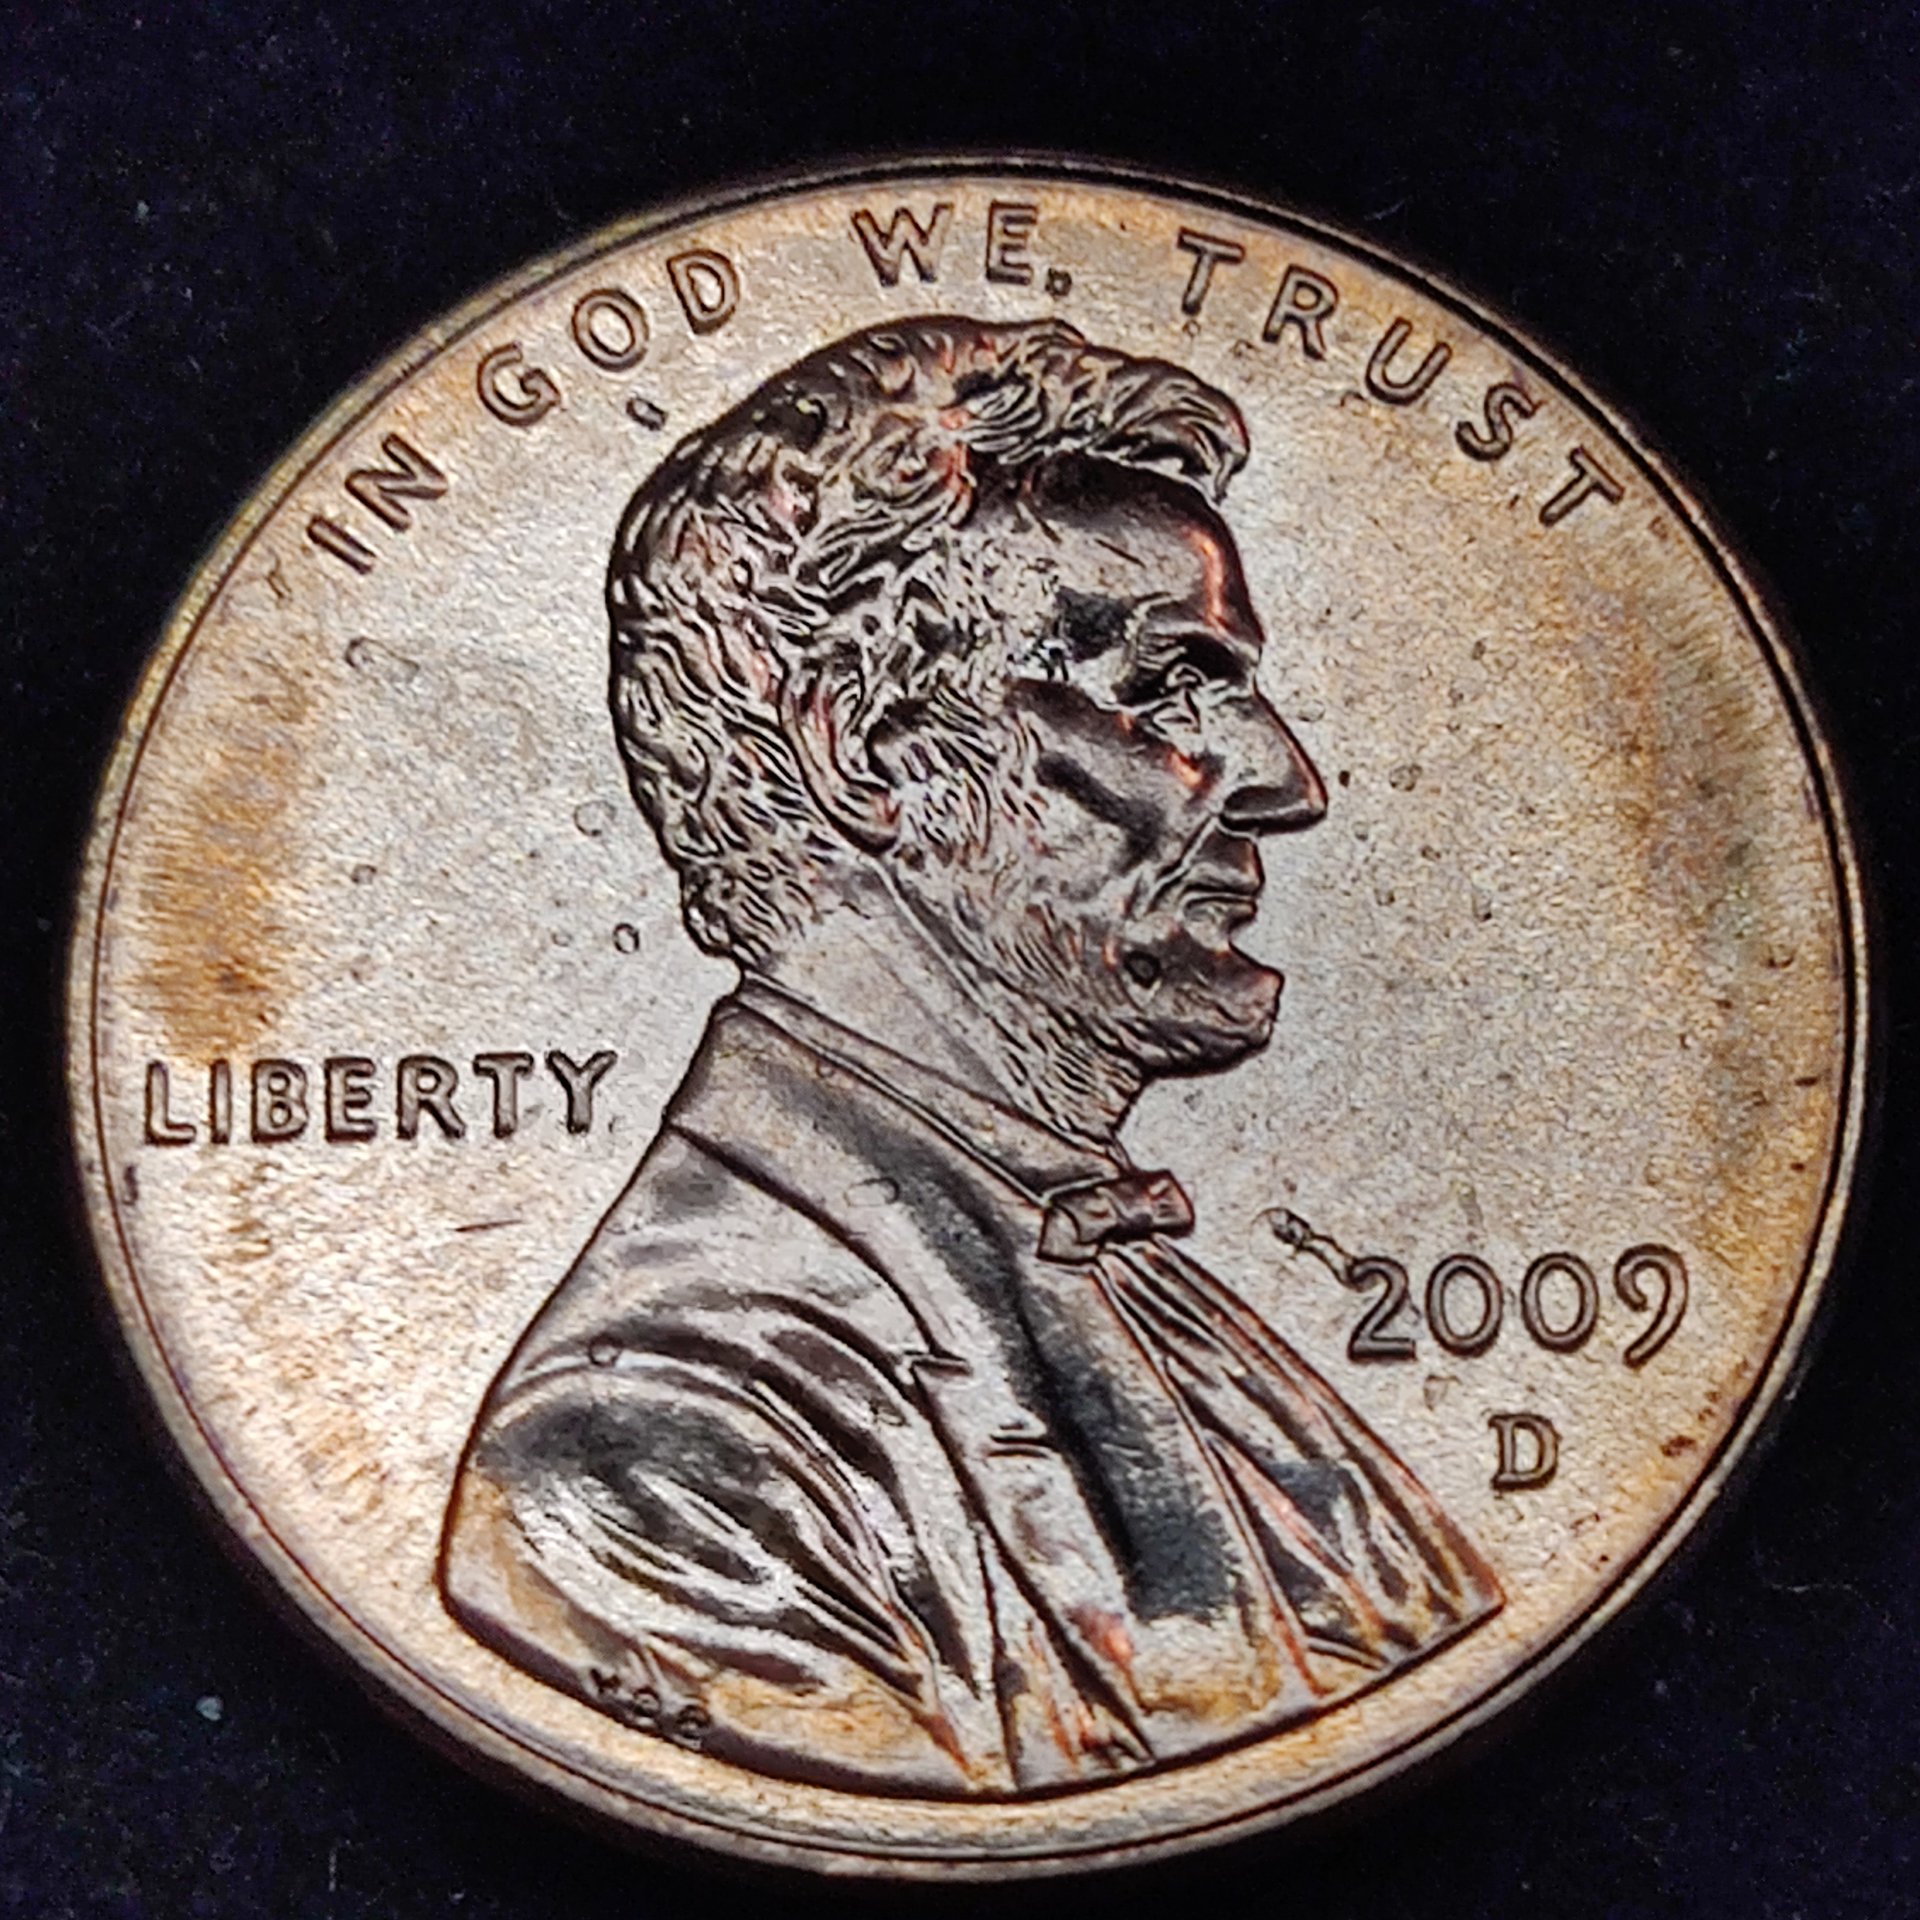 IN GOD WE TRUST
LIBERTY
2009
D